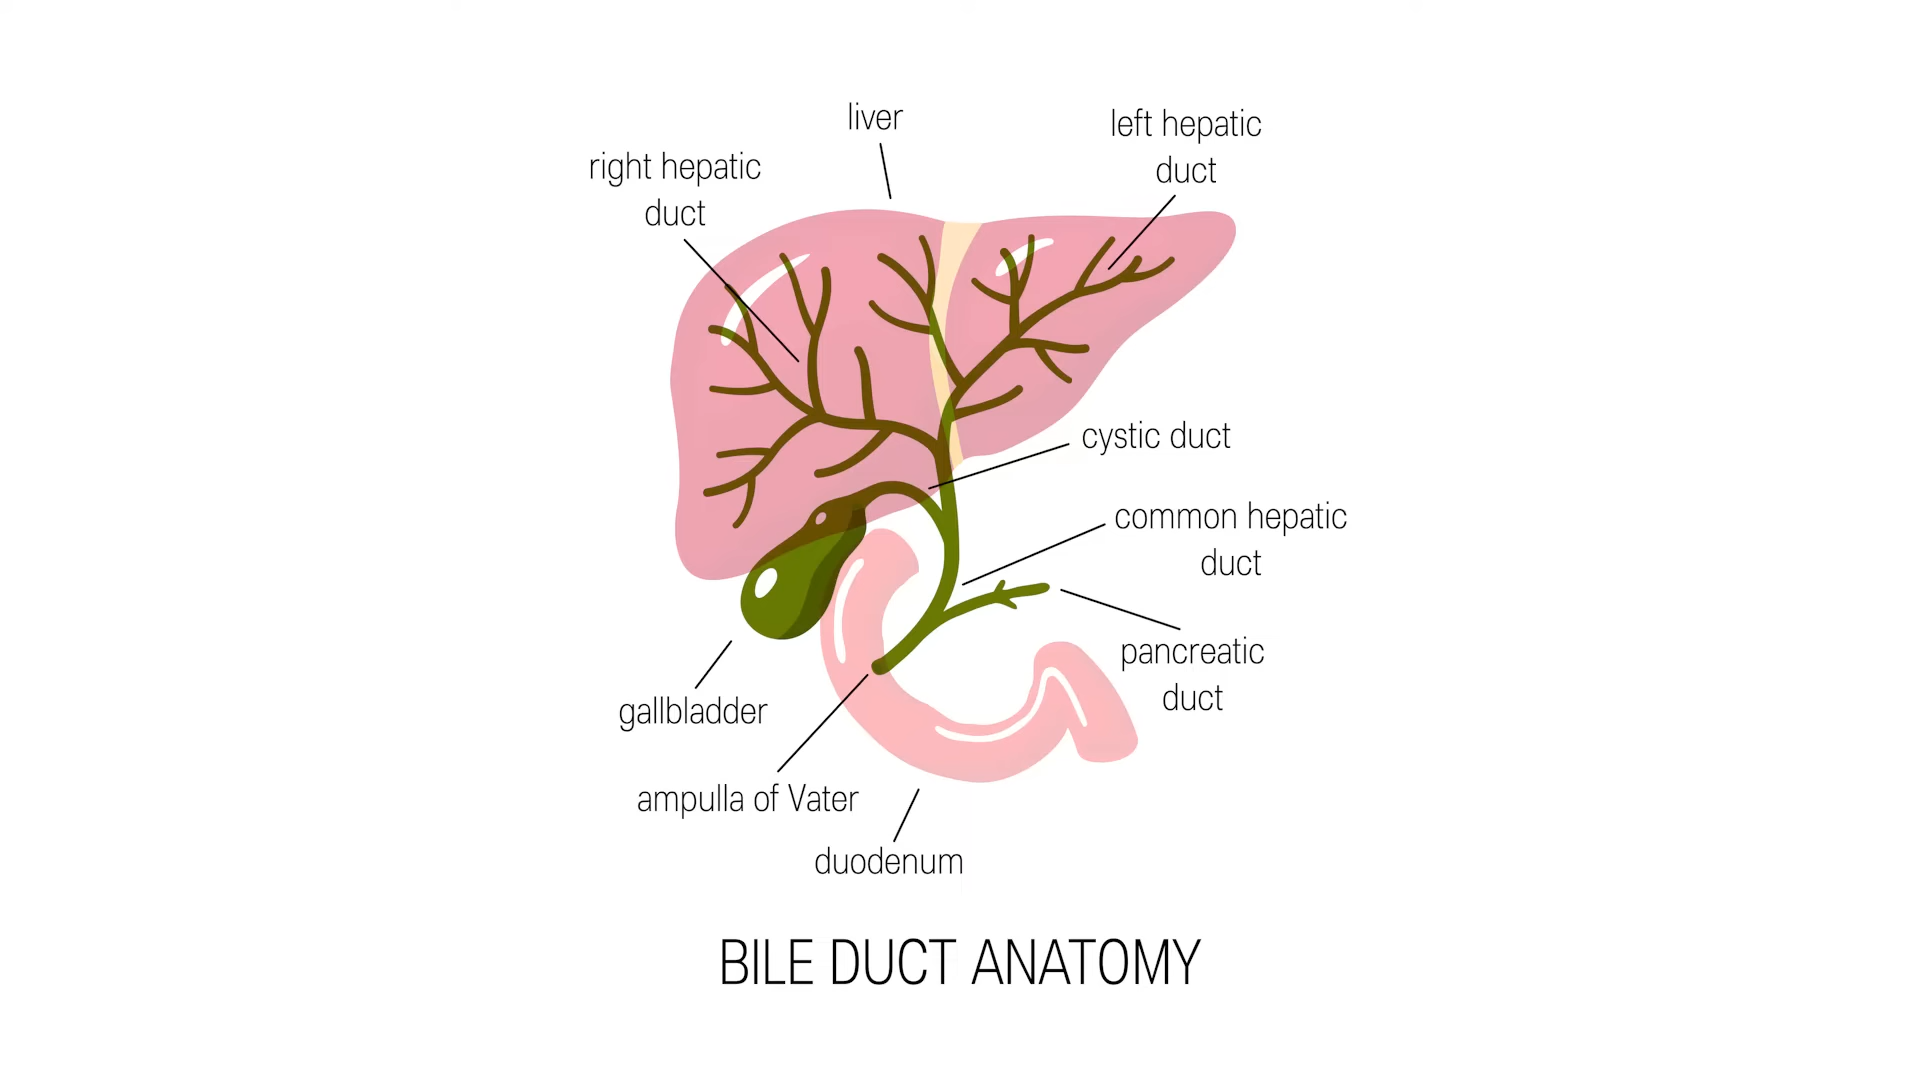 liver
left hepatic
duct
right hepatic
duct
cystic duct
common hepatic
duct
pancreatic
duct
gallbladder
ampulla of Vater
duodenum
BILE DUCT ANATOMY